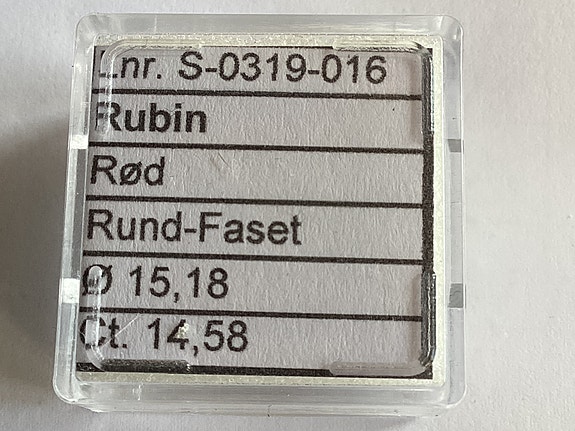 Lnr. S-0319-016
Rubin
Rød
Rund-Faset
Ø 15,18
Ct. 14,58